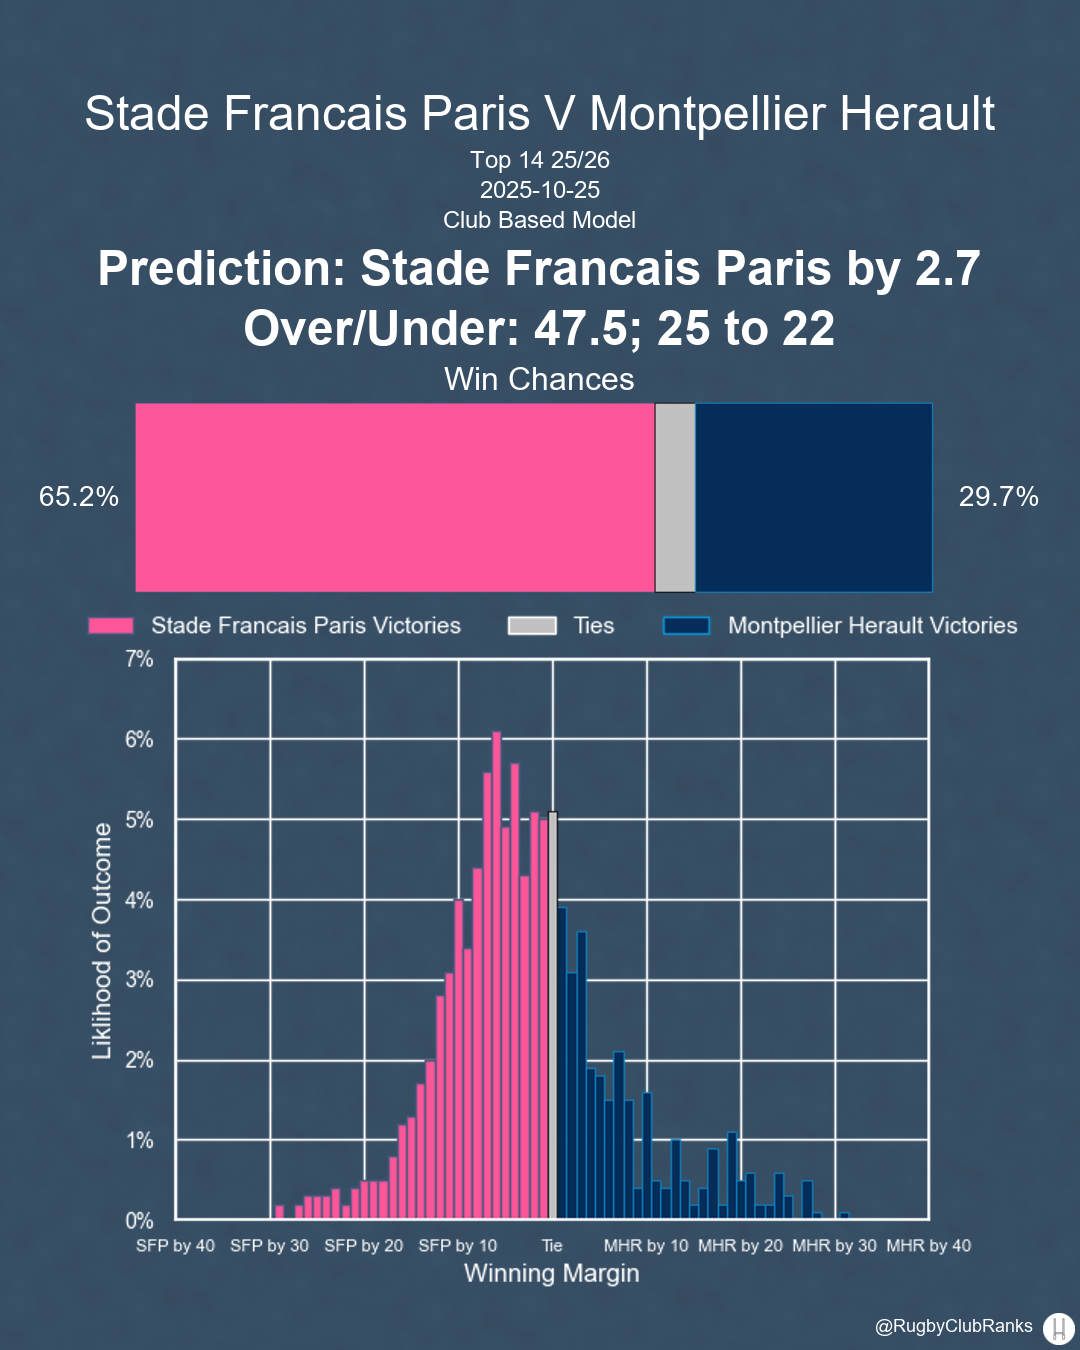 Stade Francais Paris V Montpellier Herault
Top 14 25/26
2025-10-25
Club Based Model
Prediction: Stade Francais Paris by 2.7
Over/Under: 47.5; 25 to 22
Win Chances
65.2%
29.7%
Stade Francais Paris Victories
Ties
Montpellier Herault Victories
7%
6%
5%
4%
3%
2%
1%
0%
Liklihood of Outcome
SFP by 40
SFP by 30
SFP by 20
SFP by 10
Tie
MHR by 10
MHR by 20
MHR by 30
MHR by 40
Winning Margin
@RugbyClubRanks